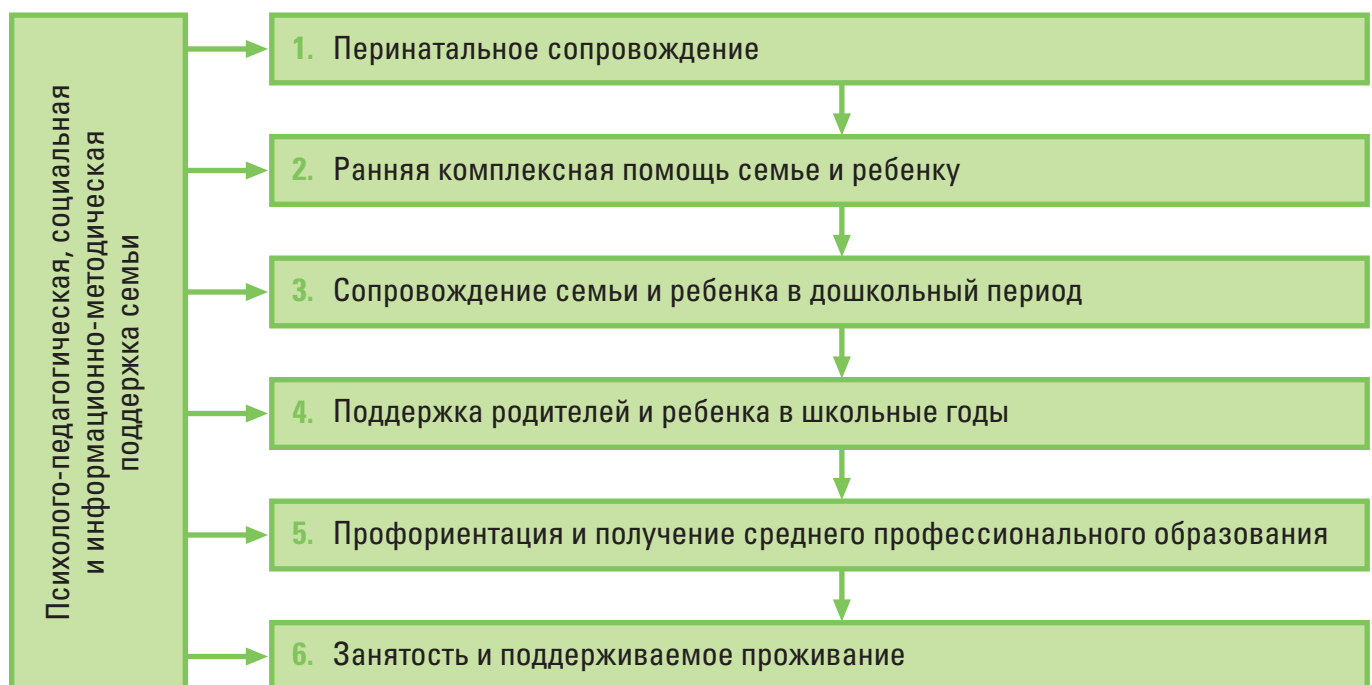 Психолого-педагогическая, социальная
и информационно-методическая
поддержка семьи
1. Перинатальное сопровождение
2. Ранняя комплексная помощь семье и ребенку
3. Сопровождение семьи и ребенка в дошкольный период
4. Поддержка родителей и ребенка в школьные годы
5. Профориентация и получение среднего профессионального образования
6. Занятость и поддерживаемое проживание